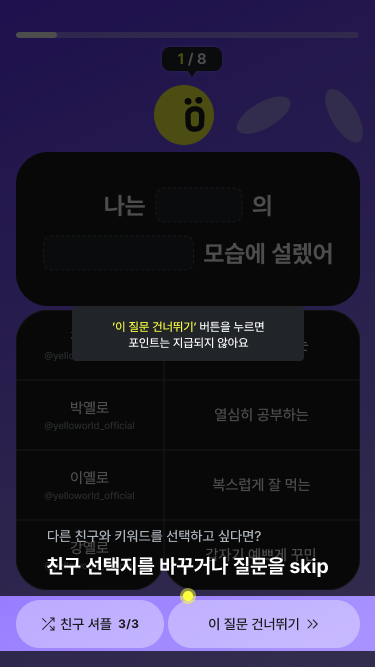 1 / 8
나는 의
모습에 설렜어
'이 질문 건너뛰기' 버튼을 누르면
포인트는 지급되지 않아요
박옐로
@yelloworld_official
열심히 공부하는
이옐로
@yelloworld_official
복스럽게 잘 먹는
강옐로
갑자기 예쁘게 꾸민
다른 친구와 키워드를 선택하고 싶다면?
친구 선택지를 바꾸거나 질문을 skip
친구 셔플 3/3
이 질문 건너뛰기